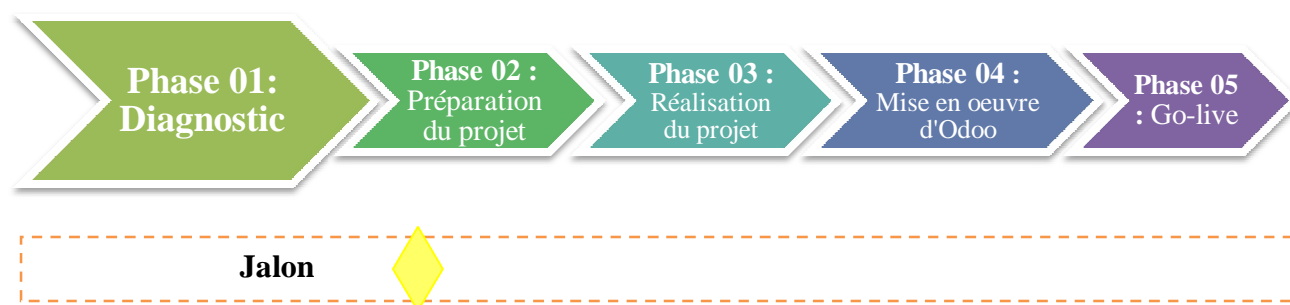 Phase 01:
Diagnostic
Phase 02 :
Préparation
du projet
Phase 03 :
Réalisation
du projet
Phase 04 :
Mise en oeuvre
d'Odoo
Phase 05
: Go-live
Jalon